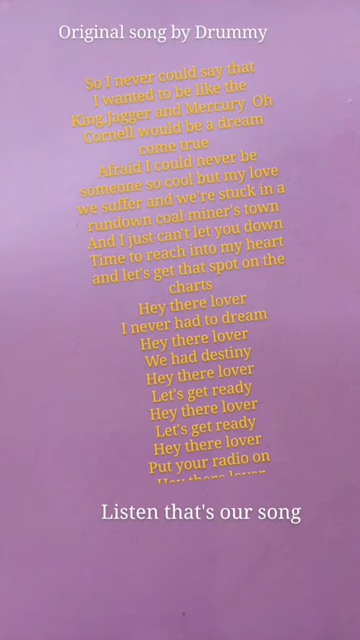 Original song by Drummy
So I never could say that
I wanted to be like the
King,Jagger and Mercury  Oh
Cornell would be a dream
come true
Afraid I could never be
someone so cool but my love
we suffer and we're stuck in a
rundown coal miner's town
And I just can't let you down
Time to reach into my heart
and let's get that spot on the
charts
Hey there lover
I never had to dream
Hey there lover
We had destiny
Hey there lover
Let's get ready
Hey there lover
Let's get ready
Hey there lover
Put your radio on
Hey there lover
Listen that's our song